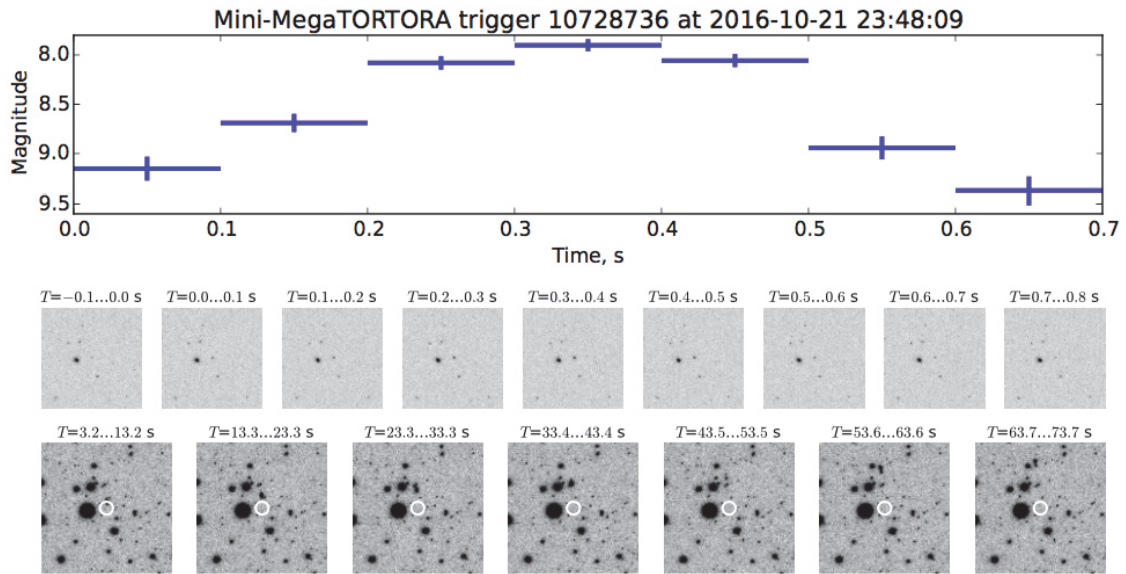 Mini-MegaTORTORA trigger 10728736 at 2016-10-21 23:48:09
Magnitude
8.0
8.5
9.0
9.5
0.0 0.1 0.2 0.3 0.4 0.5 0.6 0.7
Time, s
T=−0.1...0.0 s T=0.0...0.1 s T=0.1...0.2 s T=0.2...0.3 s T=0.3...0.4 s T=0.4...0.5 s T=0.5...0.6 s T=0.6...0.7 s T=0.7...0.8 s
T=3.2...13.2 s T=13.3...23.3 s T=23.3...33.3 s T=33.4...43.4 s T=43.5...53.5 s T=53.6...63.6 s T=63.7...73.7 s